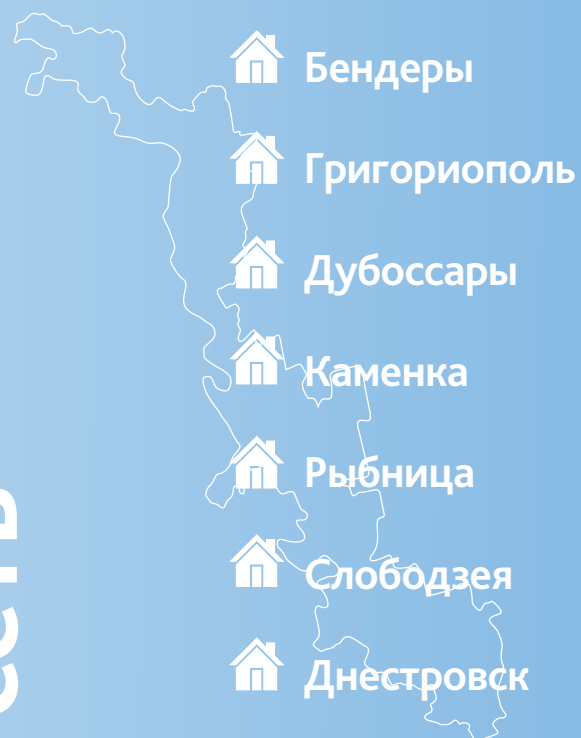 Бендеры
Григориополь
Дубоссары
Каменка
Рыбница
Слободзея
Днестровск